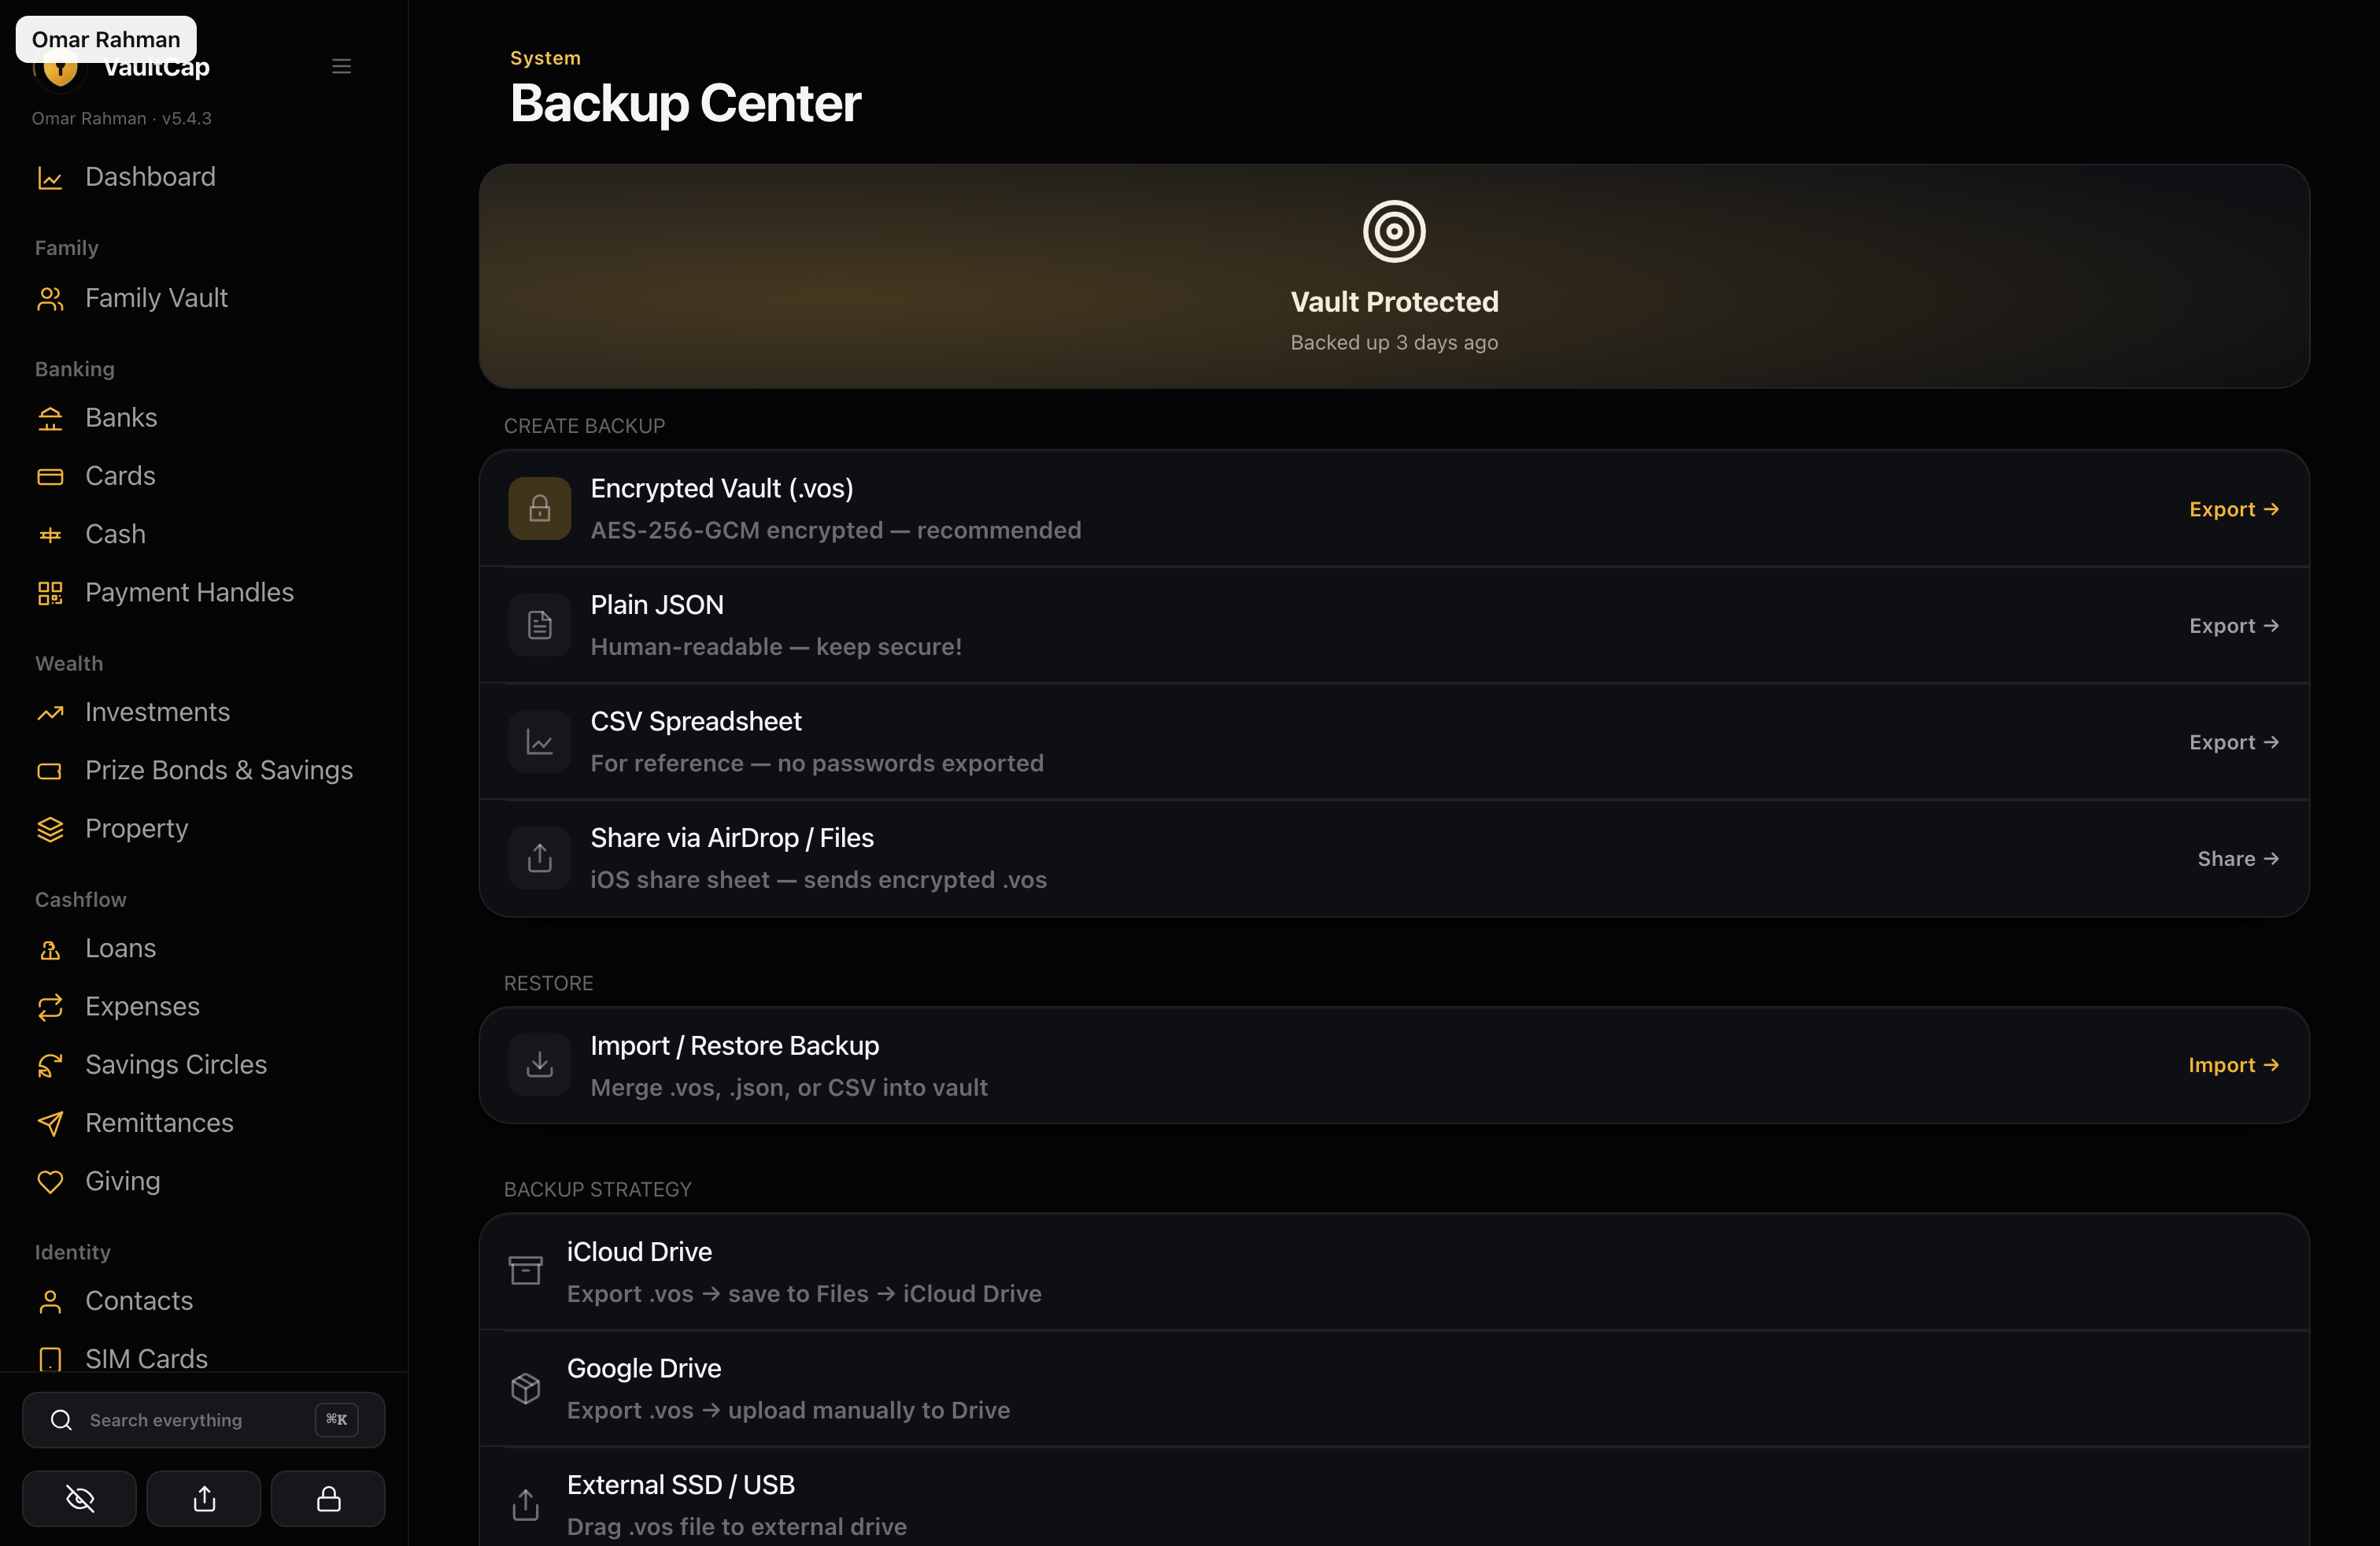 Omar Rahman
VaultCap
Omar Rahman · v5.4.3
Dashboard
Family
Family Vault
Banking
Banks
Cards
Cash
Payment Handles
Wealth
Investments
Prize Bonds & Savings
Property
Cashflow
Loans
Expenses
Savings Circles
Remittances
Giving
Identity
Contacts
SIM Cards
Search everything ⌘K
System
Backup Center
Vault Protected
Backed up 3 days ago
CREATE BACKUP
Encrypted Vault (.vos)
AES-256-GCM encrypted — recommended
Export →
Plain JSON
Human-readable — keep secure!
Export →
CSV Spreadsheet
For reference — no passwords exported
Export →
Share via AirDrop / Files
iOS share sheet — sends encrypted .vos
Share →
RESTORE
Import / Restore Backup
Merge .vos, .json, or CSV into vault
Import →
BACKUP STRATEGY
iCloud Drive
Export .vos → save to Files → iCloud Drive
Google Drive
Export .vos → upload manually to Drive
External SSD / USB
Drag .vos file to external drive